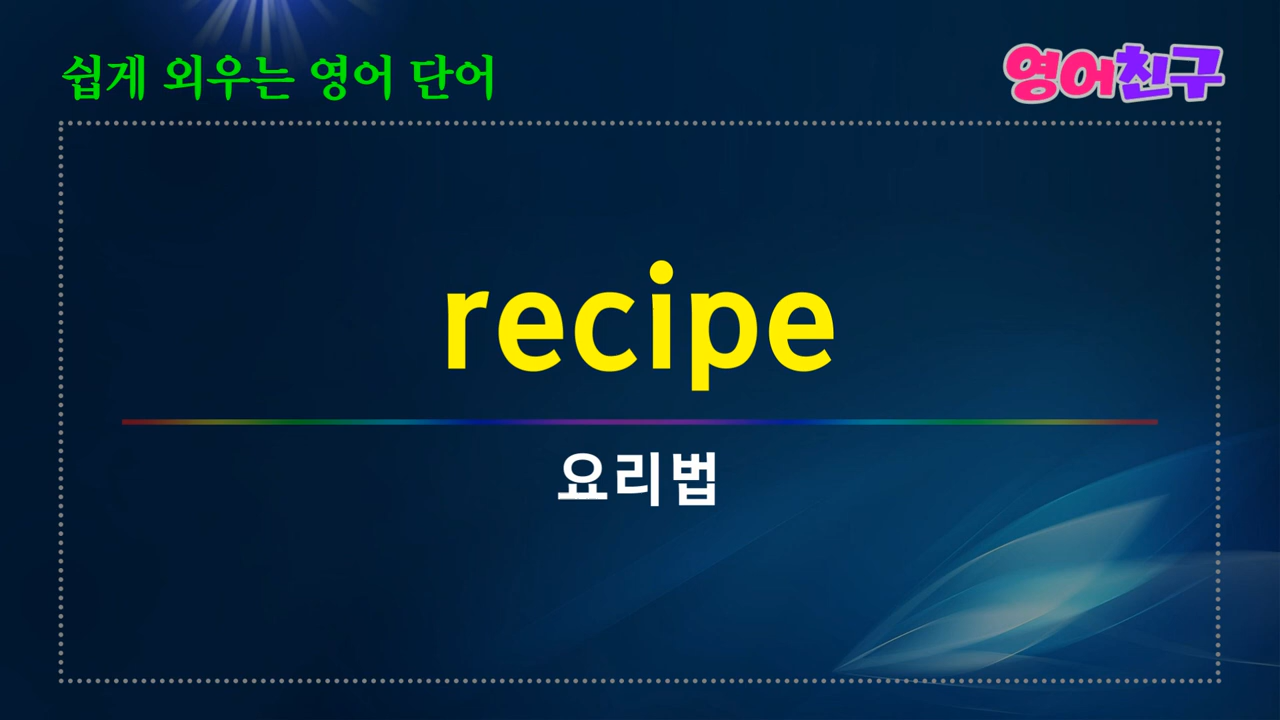 쉽게 외우는 영어 단어
영어친구
recipe
요리법